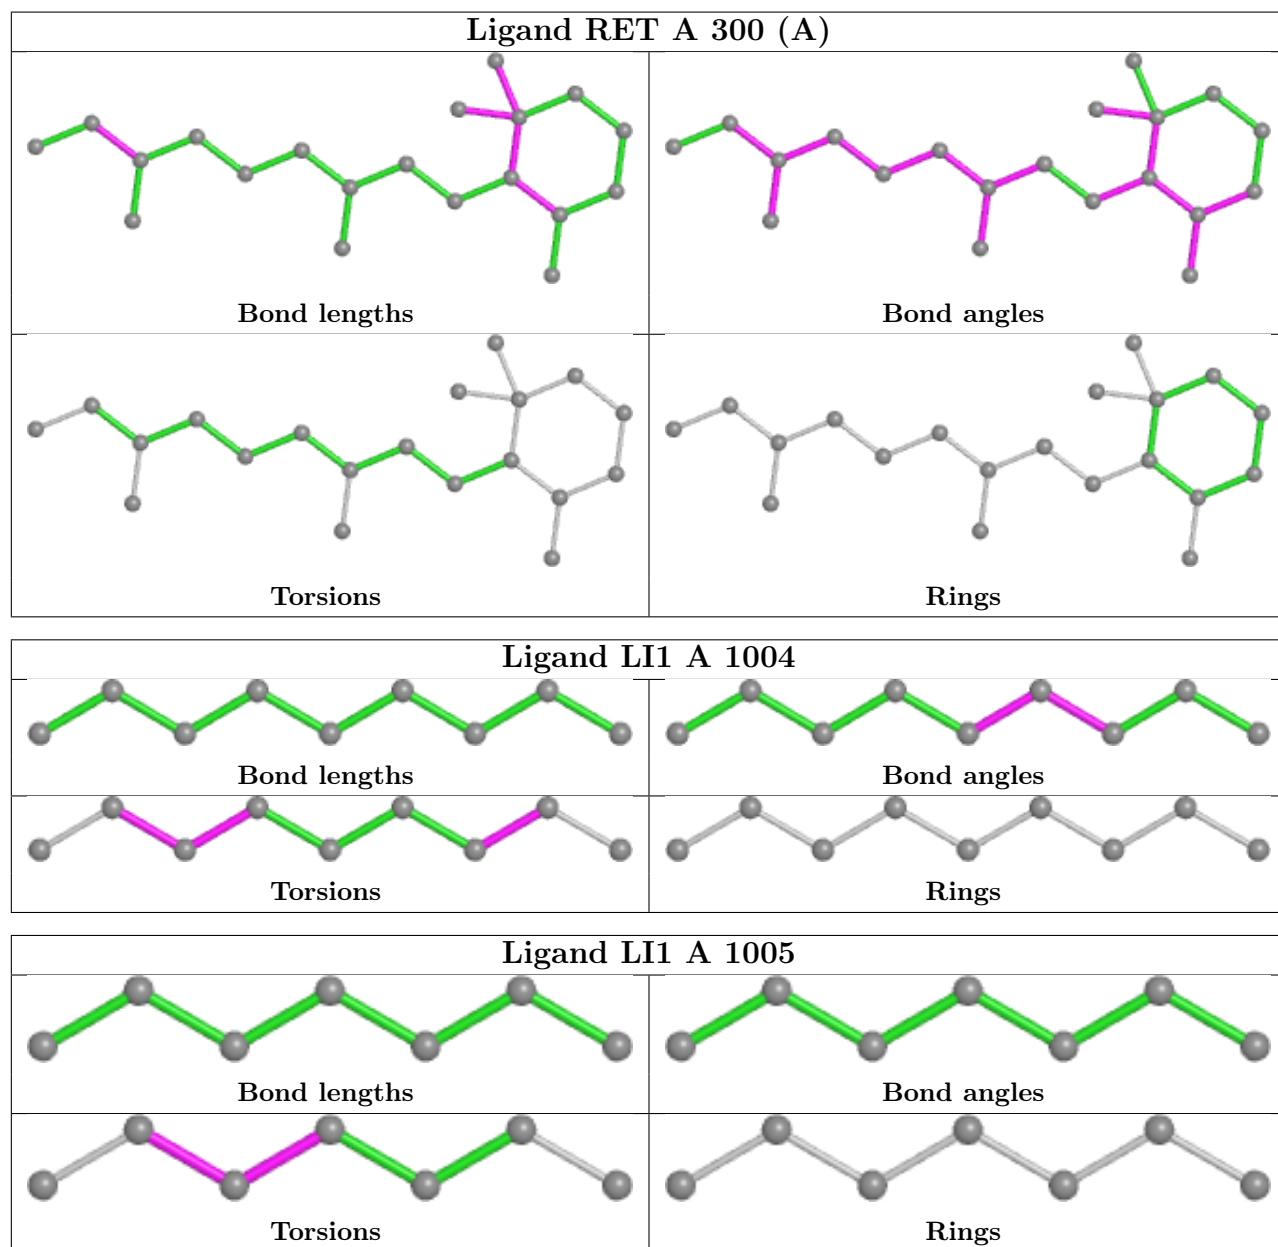 Ligand RET A 300 (A)
Bond lengths
Bond angles
Torsions
Rings
Ligand LI1 A 1004
Bond lengths
Bond angles
Torsions
Rings
Ligand LI1 A 1005
Bond lengths
Bond angles
Torsions
Rings